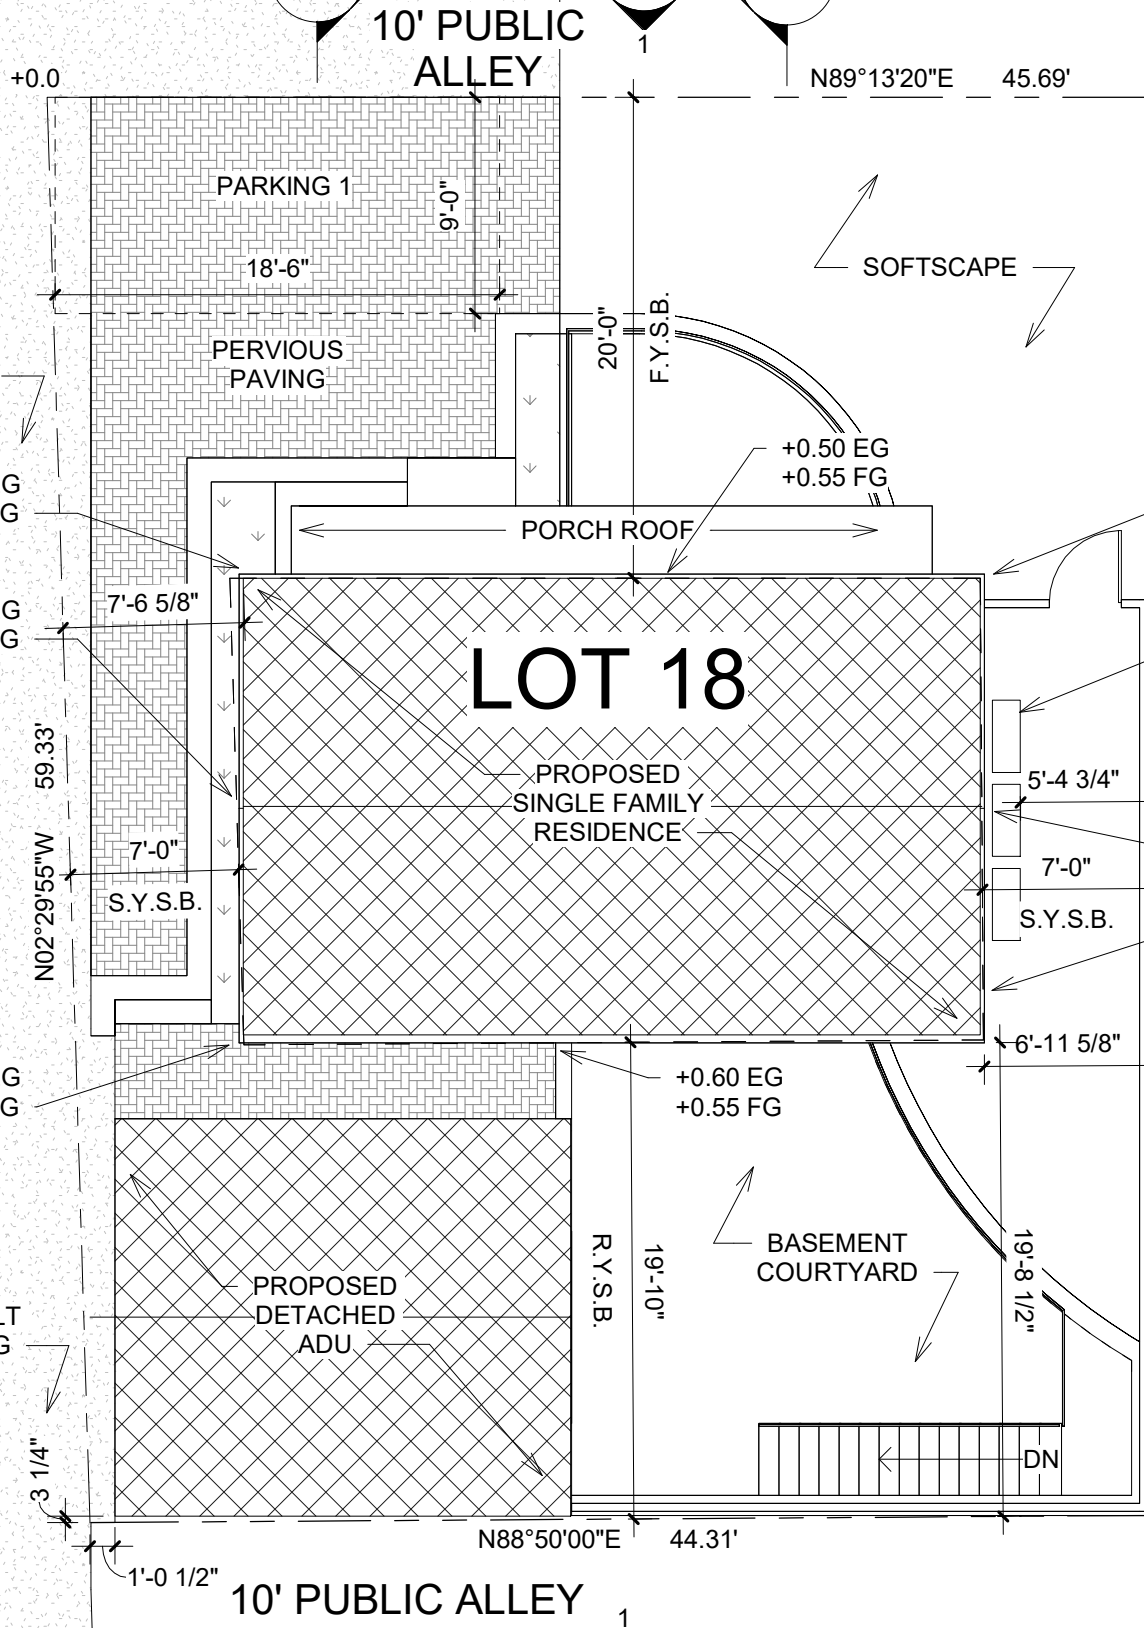 10' PUBLIC
ALLEY
1
+0.0
N89°13'20"E 45.69'
PARKING 1
9'-0"
18'-6"
SOFTSCAPE
20'-0"
F.Y.S.B.
PERVIOUS
PAVING
+0.50 EG
+0.55 FG
G
G
PORCH ROOF
7'-6 5/8"
G
G
LOT 18
N02°29'55"W 59.33'
PROPOSED
SINGLE FAMILY
RESIDENCE
5'-4 3/4"
7'-0"
S.Y.S.B.
7'-0"
S.Y.S.B.
6'-11 5/8"
G
G
+0.60 EG
+0.55 FG
R.Y.S.B.
19'-10"
BASEMENT
COURTYARD
19'-8 1/2"
PROPOSED
DETACHED
ADU
LT
G
3 1/4"
DN
N88°50'00"E 44.31'
1'-0 1/2"
10' PUBLIC ALLEY
1